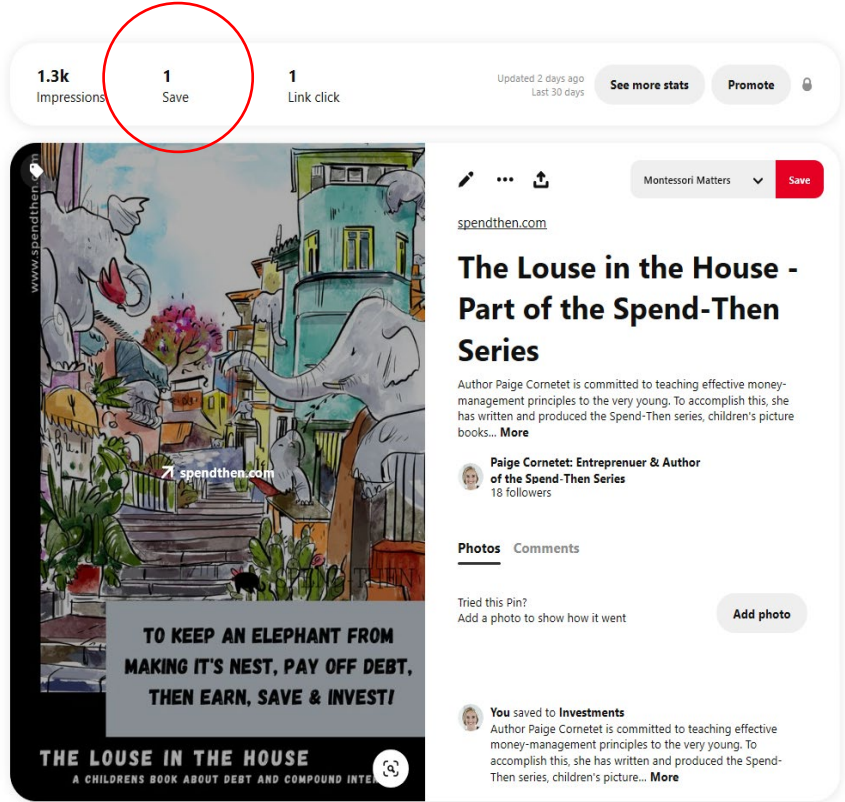 1.3k
Impressions
1
Save
1
Link click
Updated 2 days ago
Last 30 days
See more stats
Promote
www.spendthen.com
spendthen.com
SPEND-THEN
TO KEEP AN ELEPHANT FROM
MAKING IT'S NEST, PAY OFF DEBT,
THEN EARN, SAVE & INVEST!
THE LOUSE IN THE HOUSE
A CHILDRENS BOOK ABOUT DEBT AND COMPOUND INTE
Montessori Matters
Save
spendthen.com
The Louse in the House -
Part of the Spend-Then
Series
Author Paige Cornetet is committed to teaching effective money-
management principles to the very young. To accomplish this, she
has written and produced the Spend-Then series, children's picture
books... More
Paige Cornetet: Entreprenuer & Author
of the Spend-Then Series
18 followers
Photos Comments
Tried this Pin?
Add a photo to show how it went
Add photo
You saved to Investments
Author Paige Cornetet is committed to teaching effective
money-management principles to the very young. To
accomplish this, she has written and produced the Spend-
Then series, children's picture... More